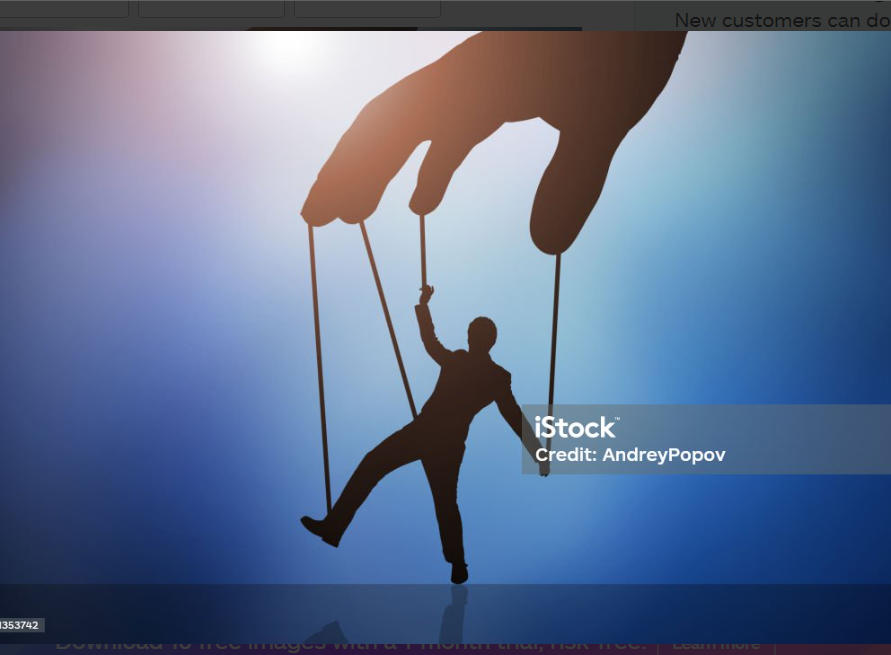 New customers can do
iStock™
Credit: AndreyPopov
1353742
Download 10 free images with a 1-month trial, risk-free.
Learn more